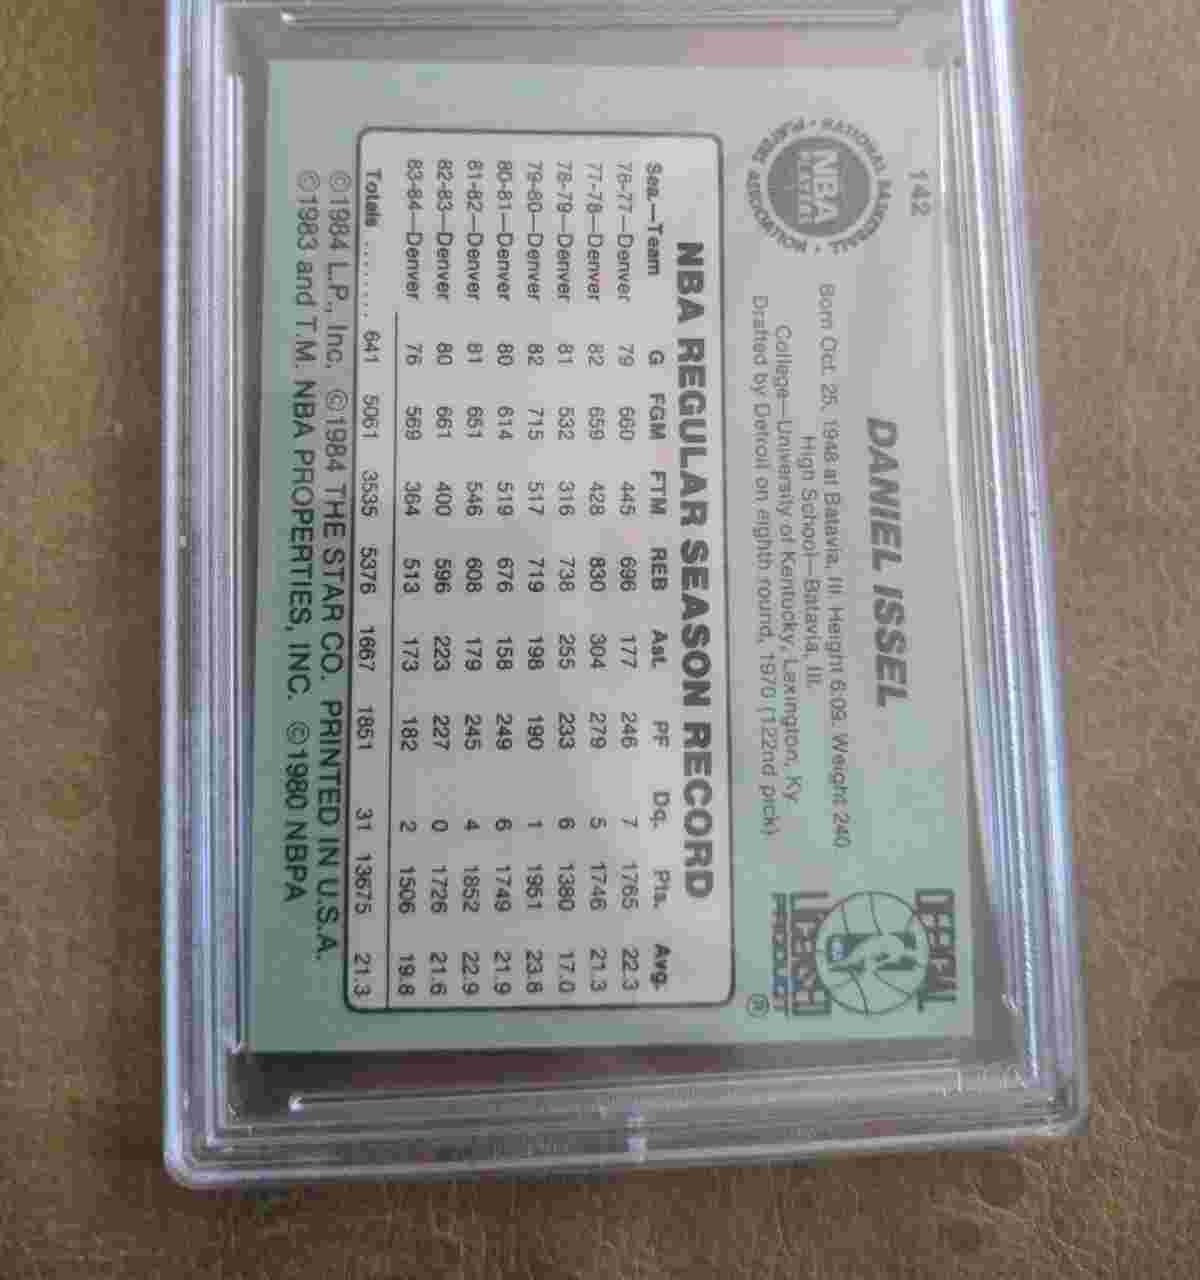 142
DANIEL ISSEL
Born Oct. 25, 1948 at Batavia, Ill. Height 6:09. Weight 240
High School—Batavia, Ill.
College—University of Kentucky, Lexington, Ky
Drafted by Detroit on eighth round, 1970 (122nd pick)
NATIONAL BASKETBALL ASSOCIATION
NBA
OFFICIAL
LICENSED
PRODUCT
®
NBA REGULAR SEASON RECORD
Sea.—Team G FGM FTM REB Ast. PF Dq. Pts. Avg.
76-77—Denver 79 660 445 696 177 246 7 1765 22.3
77-78—Denver 82 659 428 830 304 279 5 1746 21.3
78-79—Denver 81 532 316 738 255 233 6 1380 17.0
79-80—Denver 82 715 517 719 198 190 1 1951 23.8
80-81—Denver 80 614 519 676 158 249 6 1749 21.9
81-82—Denver 81 651 546 608 179 245 4 1852 22.9
82-83—Denver 80 661 400 596 223 227 0 1726 21.6
83-84—Denver 76 569 364 513 173 182 2 1506 19.8
Totals ........ 641 5061 3535 5376 1667 1851 31 13675 21.3
©1984 L.P., Inc. ©1984 THE STAR CO. PRINTED IN U.S.A.
©1983 and T.M. NBA PROPERTIES, INC. ©1980 NBPA